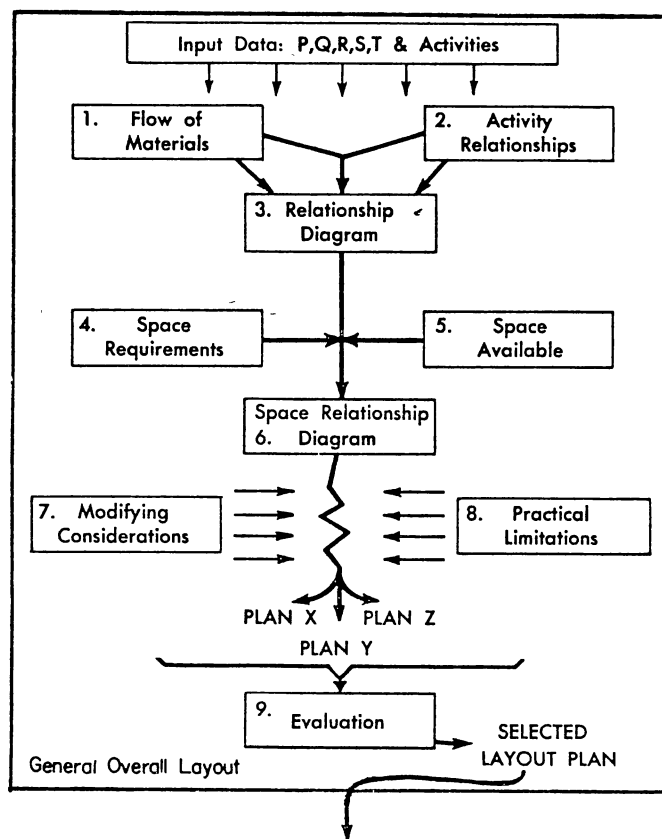 Input Data: P,Q,R,S,T & Activities
1. Flow of
Materials
2. Activity
Relationships
3. Relationship
Diagram
4. Space
Requirements
5. Space
Available
Space Relationship
6. Diagram
7. Modifying
Considerations
8. Practical
Limitations
PLAN X
PLAN Z
PLAN Y
9.
Evaluation
SELECTED
LAYOUT PLAN
General Overall Layout